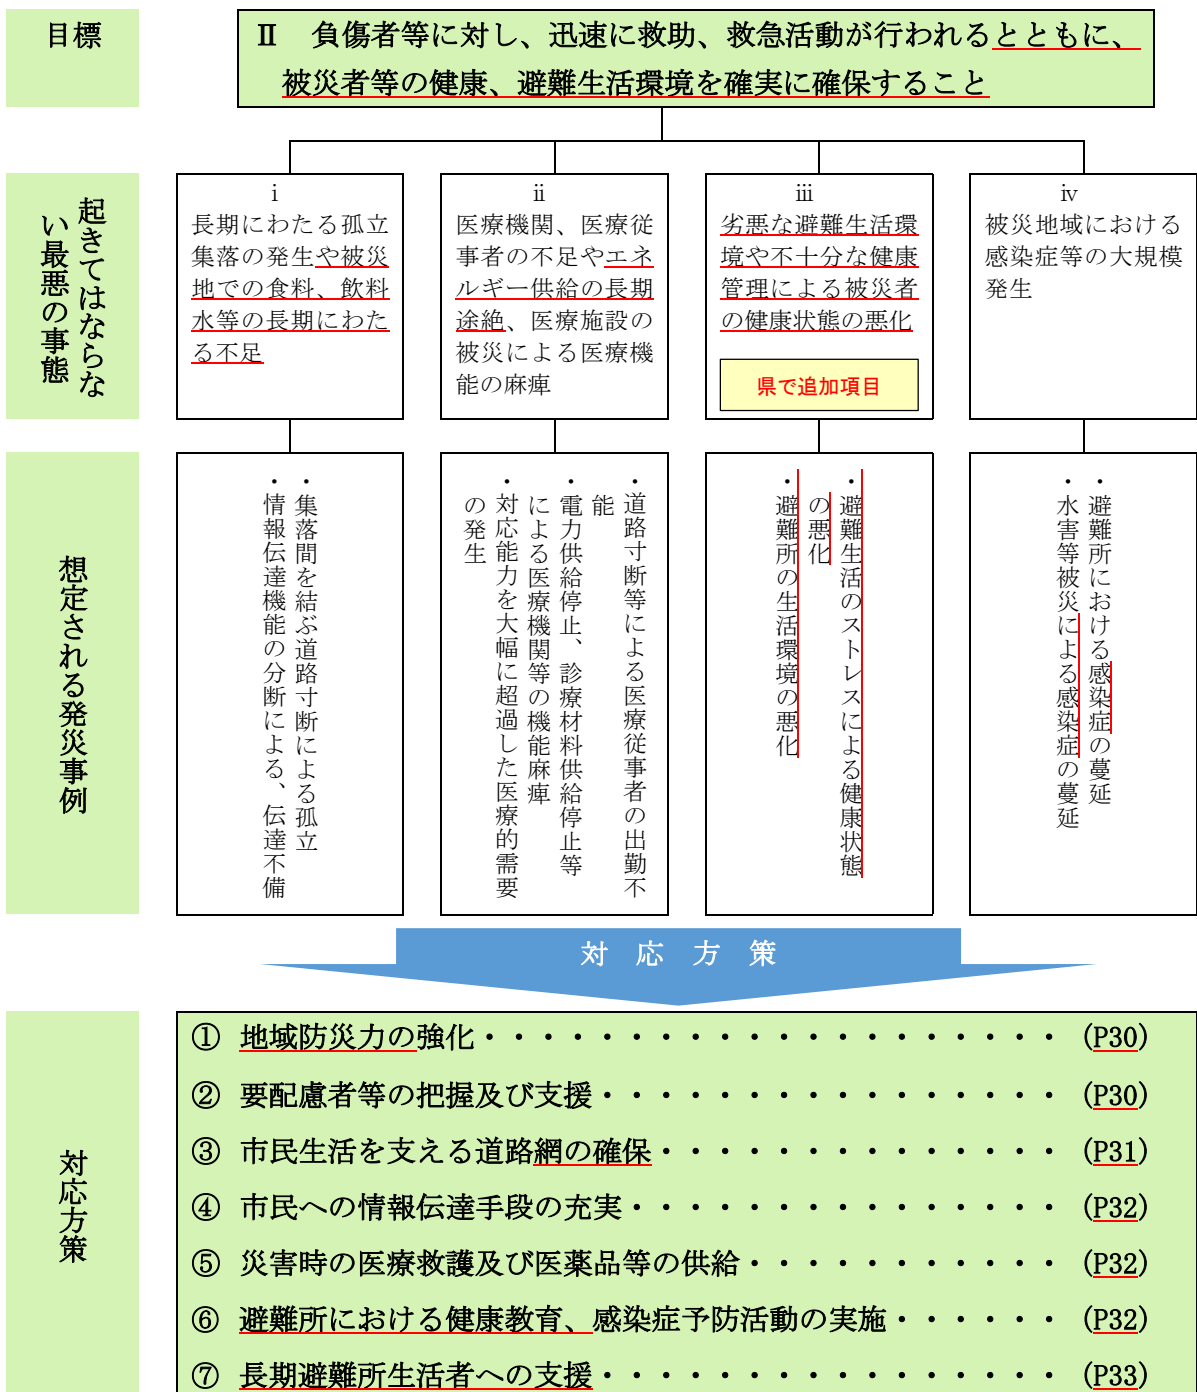 目標
Ⅱ　負傷者等に対し、迅速に救助、救急活動が行われるとともに、
被災者等の健康、避難生活環境を確実に確保すること
起きてはならな
い最悪の事態
ⅰ
長期にわたる孤立
集落の発生や被災
地での食料、飲料
水等の長期にわた
る不足
ⅱ
医療機関、医療従
事者の不足やエネ
ルギー供給の長期
途絶、医療施設の
被災による医療機
能の麻痺
ⅲ
劣悪な避難生活環
境や不十分な健康
管理による被災者
の健康状態の悪化
県で追加項目
ⅳ
被災地域における
感染症等の大規模
発生
想定される発災事例
・集落間を結ぶ道路寸断による孤立
・情報伝達機能の分断による、伝達不備
・道路寸断等による医療従事者の出勤不
能
・電力供給停止、診療材料供給停止等
による医療機関等の機能麻痺
・対応能力を大幅に超過した医療的需要
の発生
・避難生活のストレスによる健康状態
の悪化
・避難所の生活環境の悪化
・避難所における感染症の蔓延
・水害等被災による感染症の蔓延
対 応 方 策
対応方策
① 地域防災力の強化・・・・・・・・・・・・・・・・・・・・ (P30)
② 要配慮者等の把握及び支援・・・・・・・・・・・・・・・・ (P30)
③ 市民生活を支える道路網の確保・・・・・・・・・・・・・・ (P31)
④ 市民への情報伝達手段の充実・・・・・・・・・・・・・・・ (P32)
⑤ 災害時の医療救護及び医薬品等の供給・・・・・・・・・・・ (P32)
⑥ 避難所における健康教育、感染症予防活動の実施・・・・・・ (P32)
⑦ 長期避難所生活者への支援・・・・・・・・・・・・・・・・ (P33)